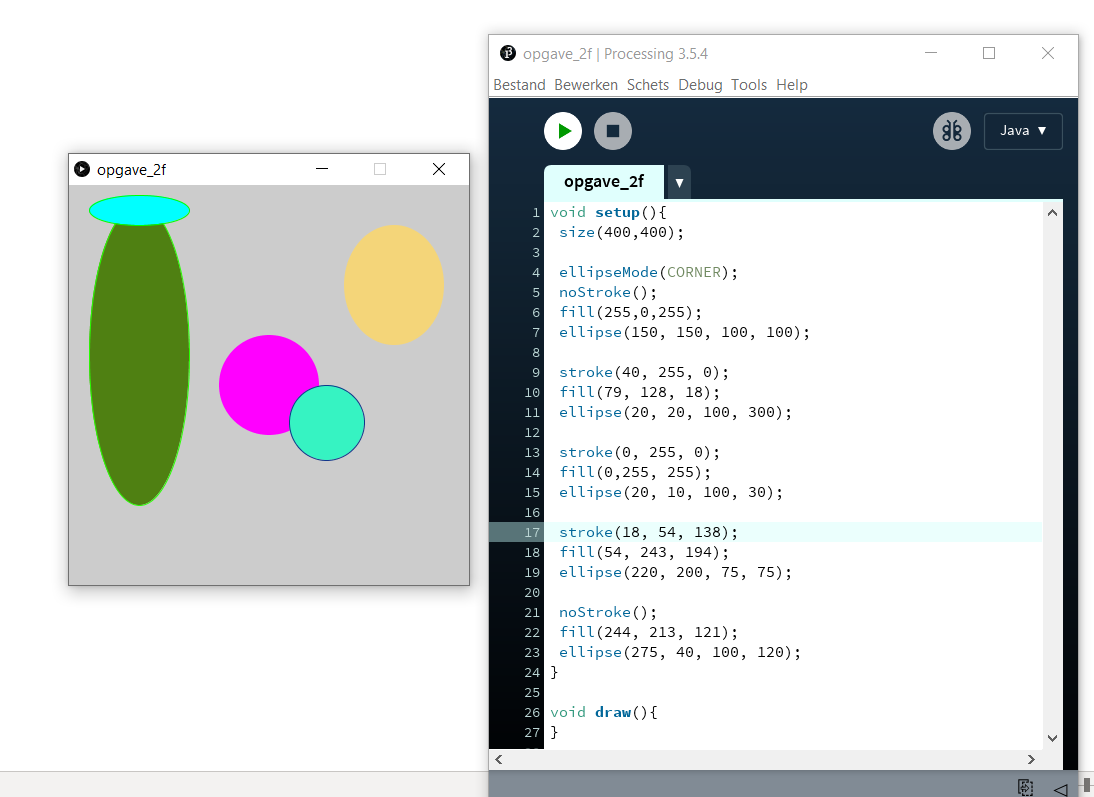 opgave_2f | Processing 3.5.4
Bestand Bewerken Schets Debug Tools Help
Java ▼
opgave_2f
opgave_2f ▼
1 void setup(){
2 size(400,400);
3
4 ellipseMode(CORNER);
5 noStroke();
6 fill(255,0,255);
7 ellipse(150, 150, 100, 100);
8
9 stroke(40, 255, 0);
10 fill(79, 128, 18);
11 ellipse(20, 20, 100, 300);
12
13 stroke(0, 255, 0);
14 fill(0,255, 255);
15 ellipse(20, 10, 100, 30);
16
17 stroke(18, 54, 138);
18 fill(54, 243, 194);
19 ellipse(220, 200, 75, 75);
20
21 noStroke();
22 fill(244, 213, 121);
23 ellipse(275, 40, 100, 120);
24 }
25
26 void draw(){
27 }